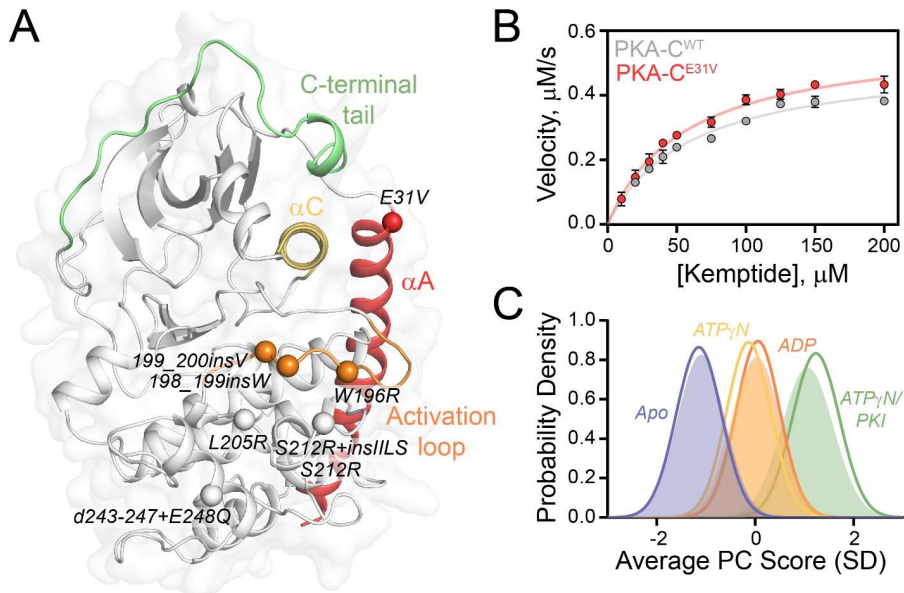 A
C-terminal
tail
E31V
αC
αA
199_200insV
198_199insW
W196R
Activation
loop
L205R
S212R+insIILS
S212R
d243-247+E248Q
B
PKA-Cᵂᵀ
PKA-Cᴱ³¹ⱽ
Velocity, µM/s
0.6
0.4
0.2
0.0
0 50 100 150 200
[Kemptide], µM
C
Probability Density
1.0
0.8
0.6
0.4
0.2
0.0
ATPγN
ADP
Apo
ATPγN/
PKI
-2 0 2
Average PC Score (SD)